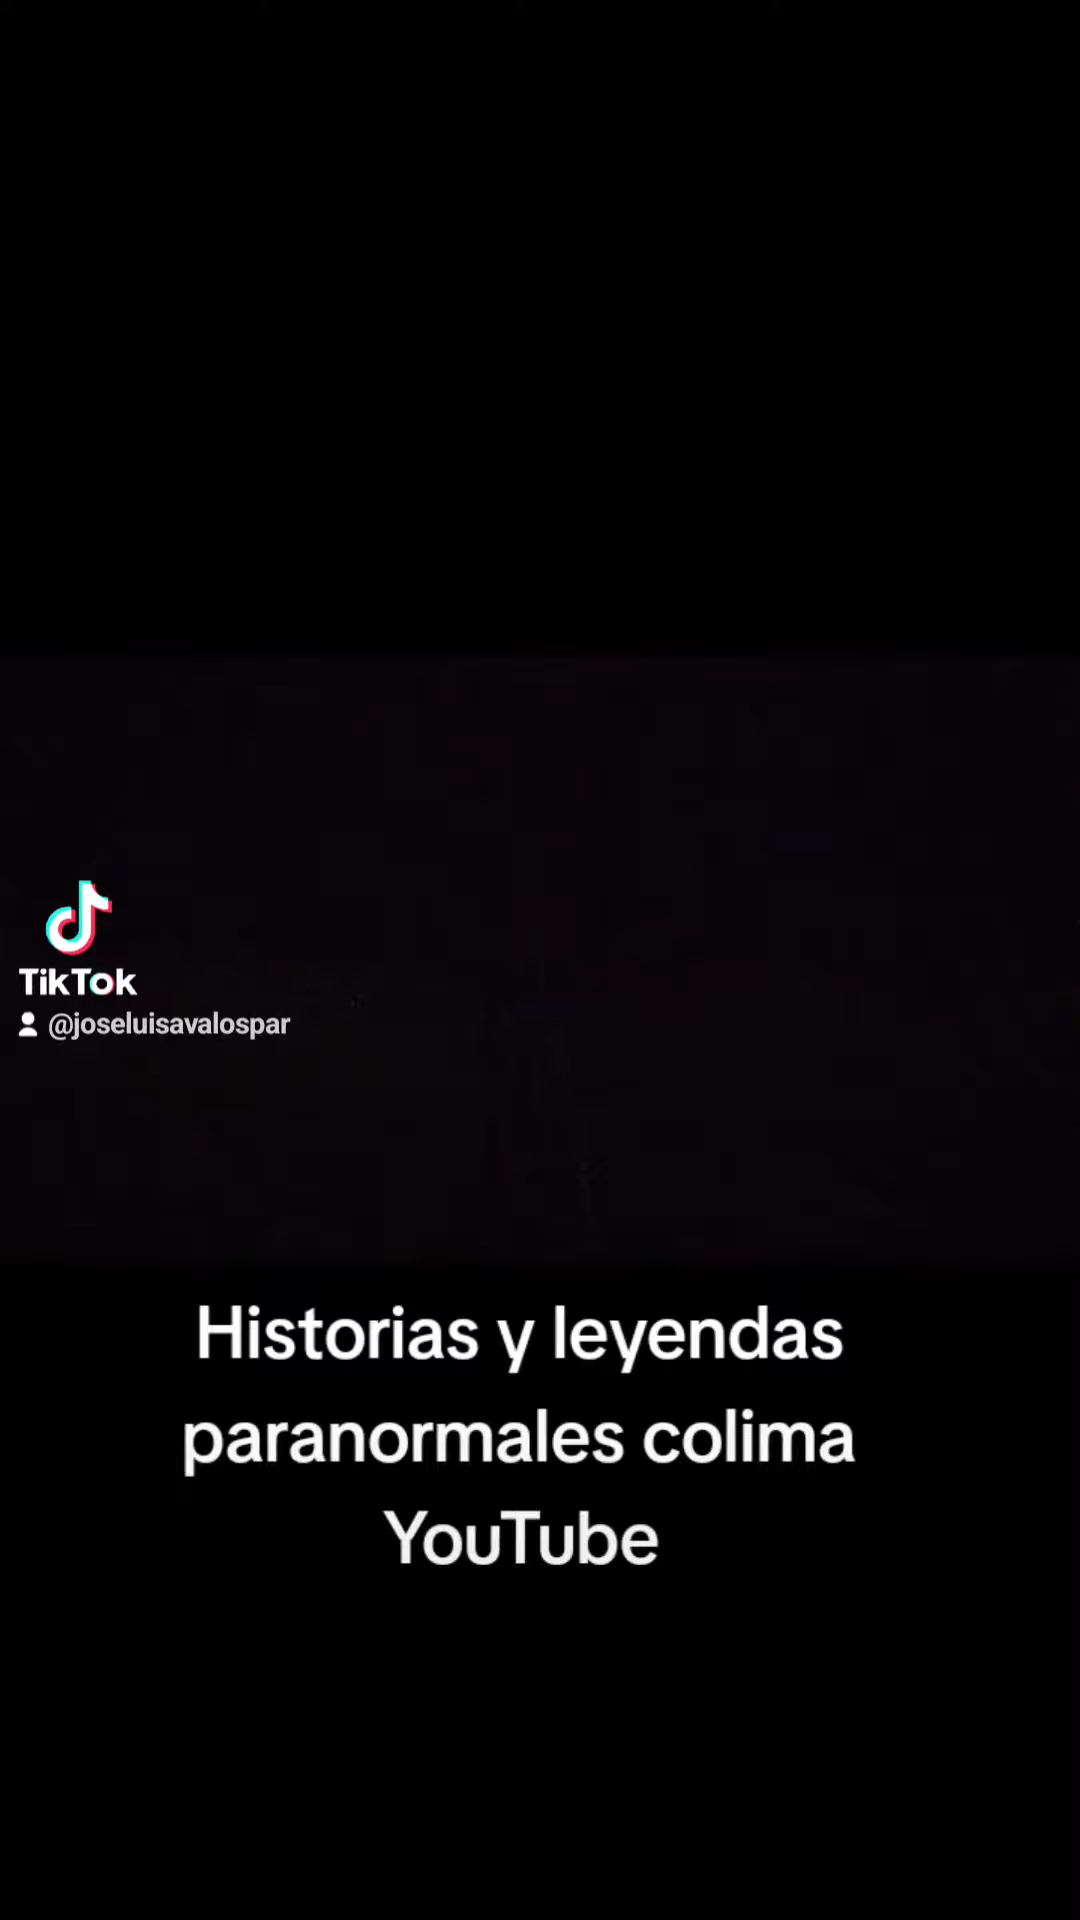 TikTok
@joseluisavalospar
Historias y leyendas
paranormales colima
YouTube